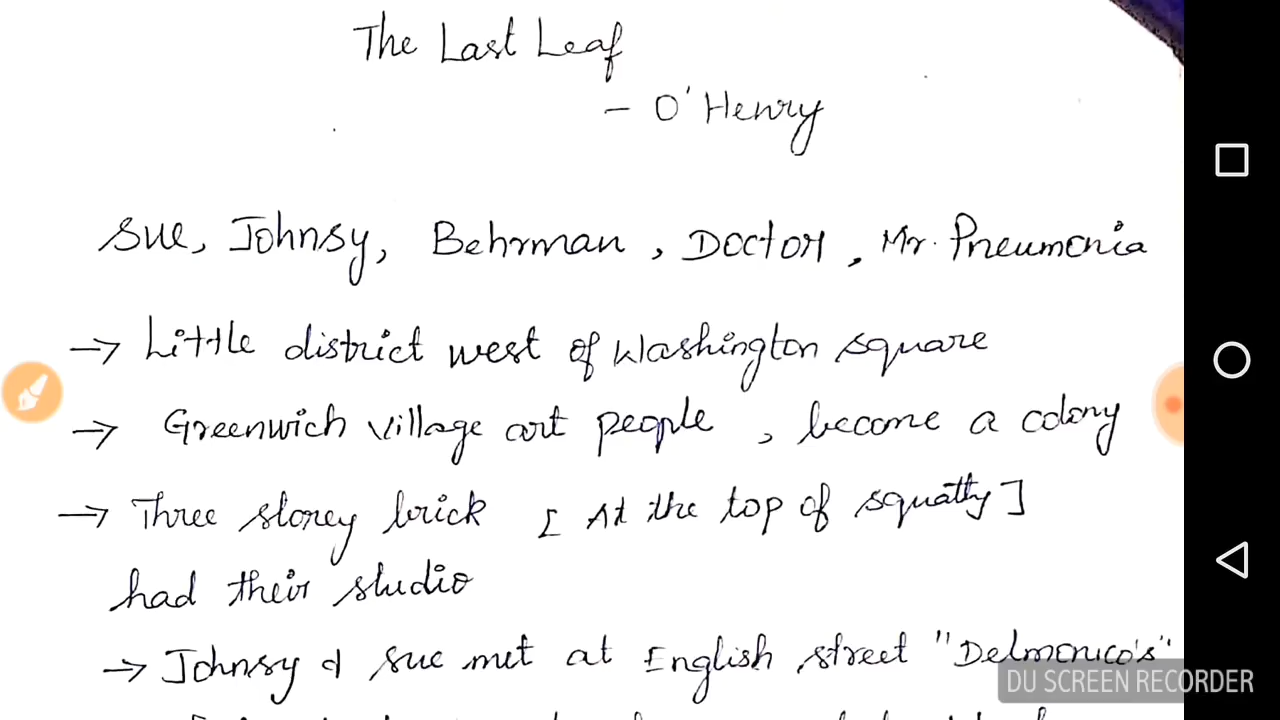 The Last Leaf
- O'Henry
Sue, Johnsy, Behrman, Doctor, Mr. Pneumonia
→ Little district west of Washington square
→ Greenwich village art people, become a colony
→ Three storey brick [At the top of squatty]
had their studio
→ Johnsy & sue met at English street "Delmonico's"
DU SCREEN RECORDER